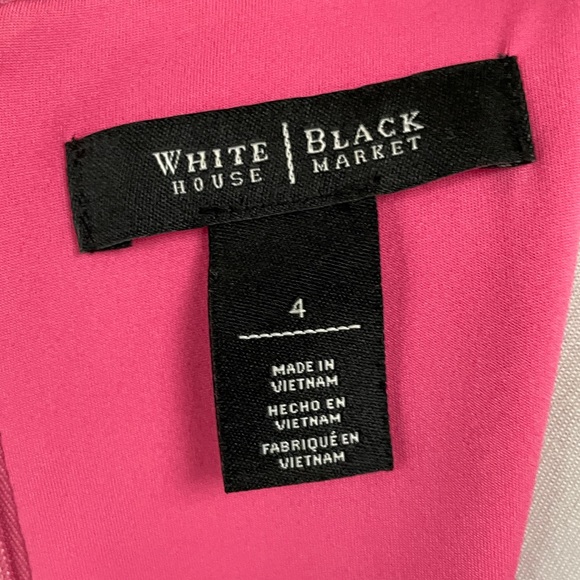 WHITE | BLACK
HOUSE | MARKET
4
MADE IN
VIETNAM
HECHO EN
VIETNAM
FABRIQUÉ EN
VIETNAM